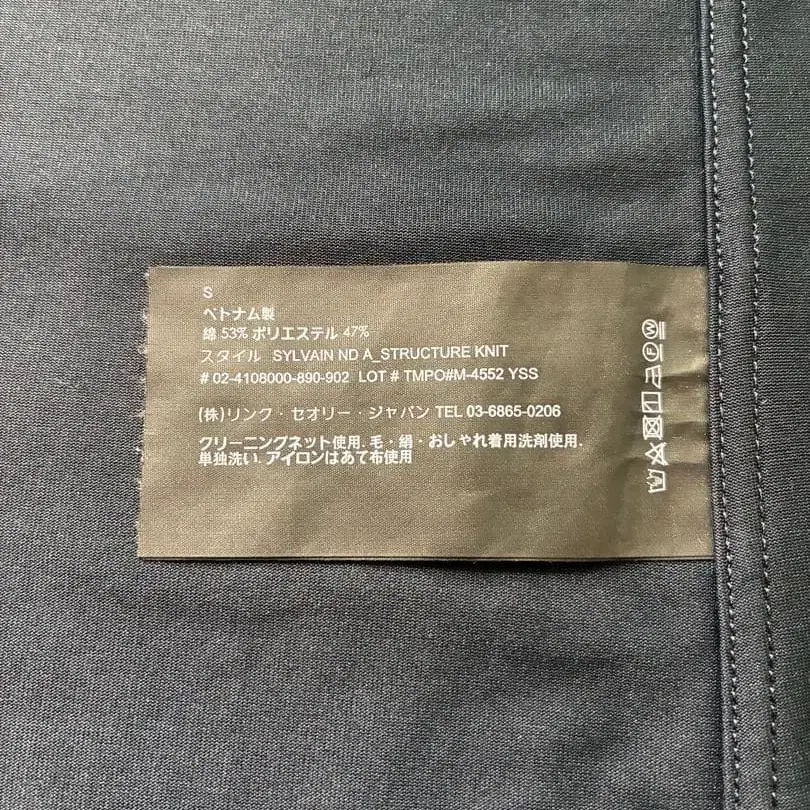 S
ベトナム製
綿 53% ポリエステル 47%
スタイル SYLVAIN ND A_STRUCTURE KNIT
# 02-4108000-890-902 LOT # TMPO#M-4552 YSS
(株)リンク・セオリー・ジャパン TEL 03-6865-0206
クリーニングネット使用. 毛・絹・おしゃれ着用洗剤使用.
単独洗い. アイロンはあて布使用